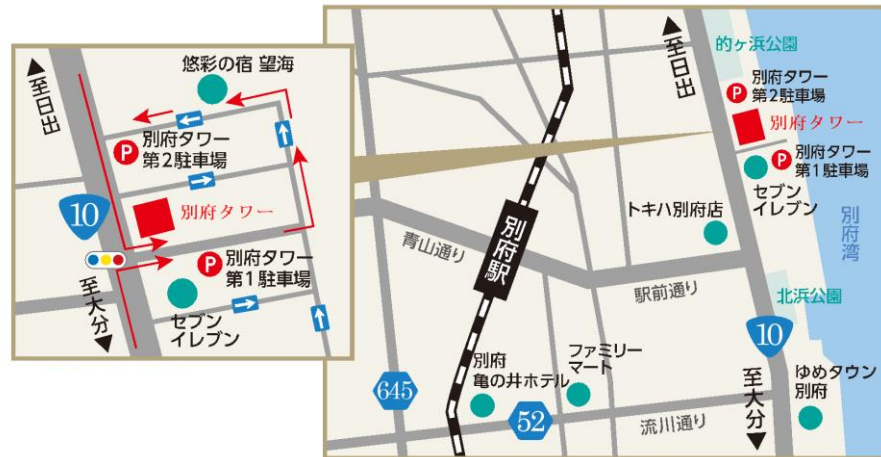 至日出
悠彩の宿 望海
P
別府タワー
第2駐車場
10
別府タワー
P
別府タワー
第1駐車場
至大分
セブン
イレブン
至日出
的ヶ浜公園
P
別府タワー
第2駐車場
別府タワー
P
別府タワー
第1駐車場
セブン
イレブン
トキハ別府店
別府湾
別府駅
青山通り
駅前通り
北浜公園
10
645
別府
亀の井ホテル
ファミリー
マート
52
流川通り
至大分
ゆめタウン
別府